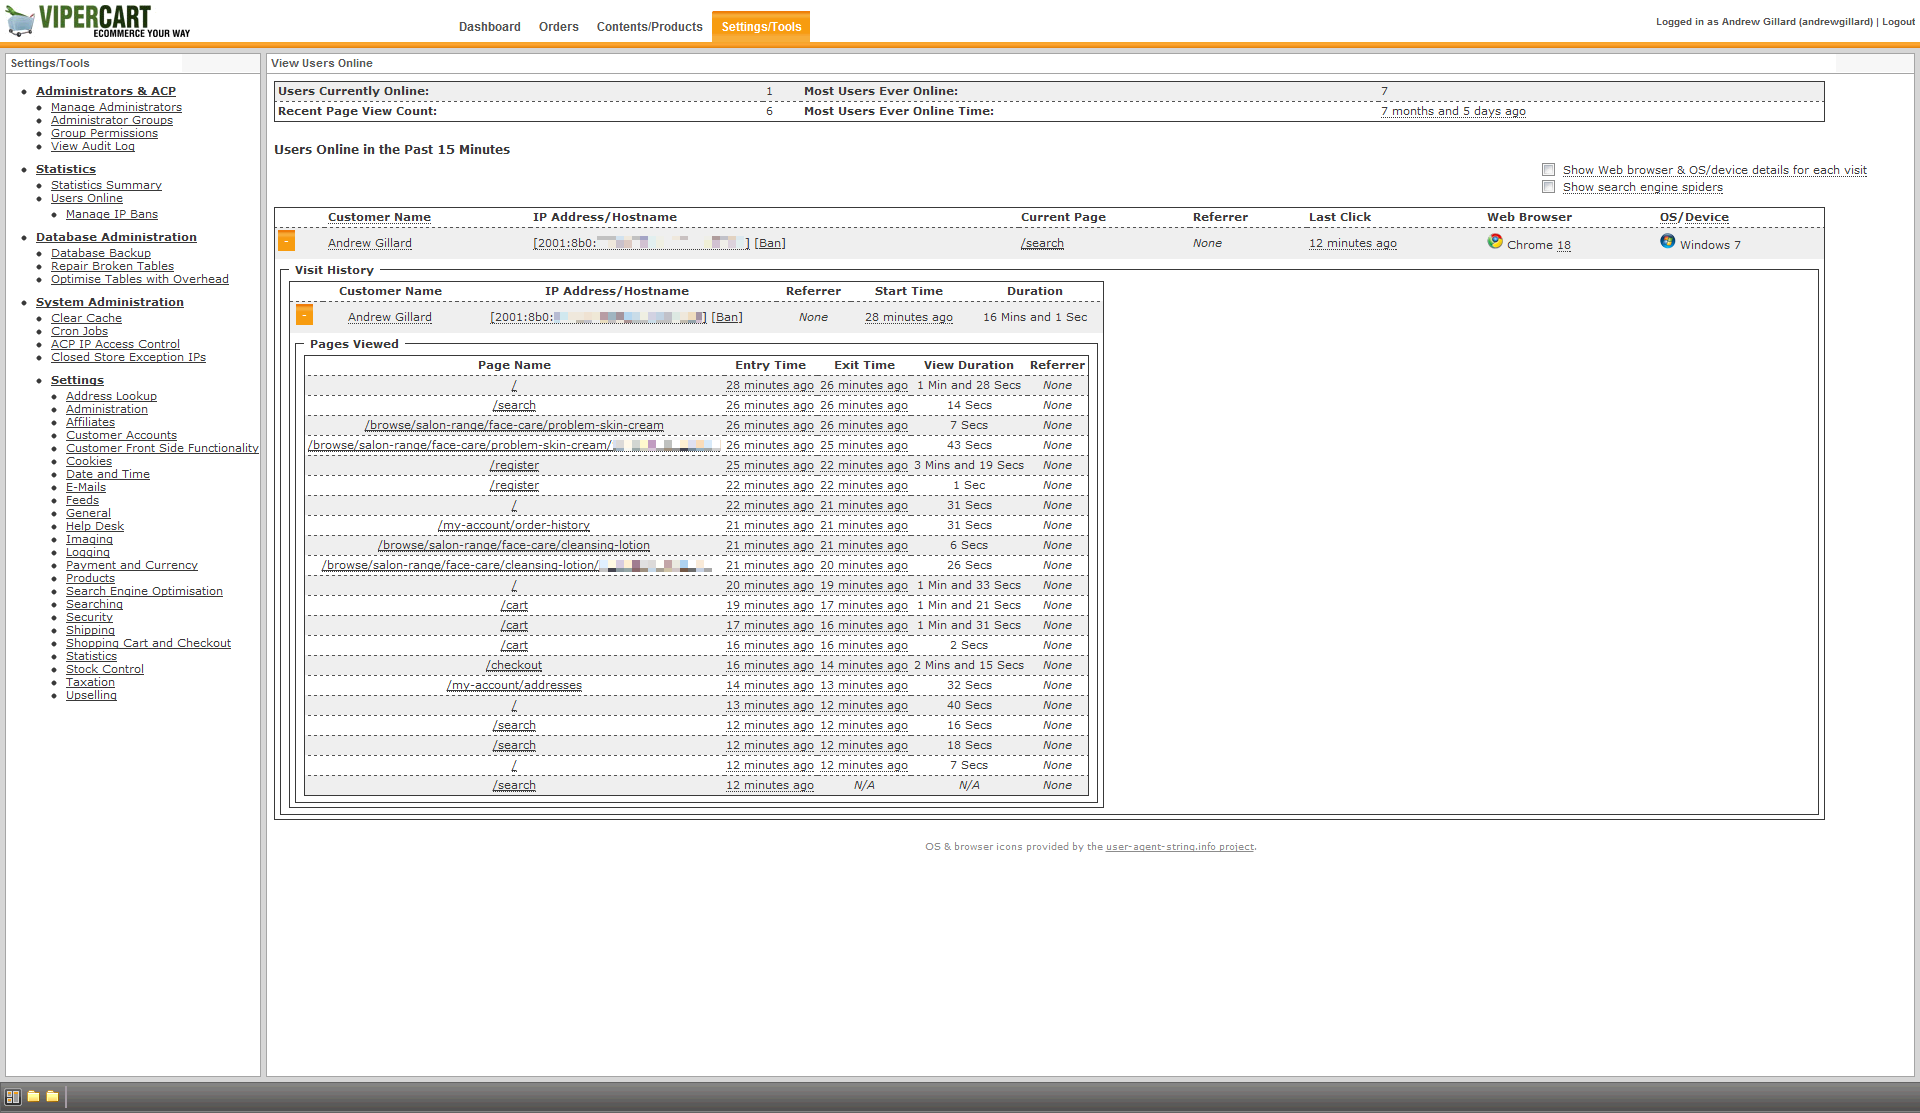 VIPERCART
ECOMMERCE YOUR WAY
Dashboard Orders Contents/Products Settings/Tools
Logged in as Andrew Gillard (andrewgillard) | Logout
Settings/Tools
Administrators & ACP
Manage Administrators
Administrator Groups
Group Permissions
View Audit Log
Statistics
Statistics Summary
Users Online
Manage IP Bans
Database Administration
Database Backup
Repair Broken Tables
Optimise Tables with Overhead
System Administration
Clear Cache
Cron Jobs
ACP IP Access Control
Closed Store Exception IPs
Settings
Address Lookup
Administration
Affiliates
Customer Accounts
Customer Front Side Functionality
Cookies
Date and Time
E-Mails
Feeds
General
Help Desk
Imaging
Logging
Payment and Currency
Products
Search Engine Optimisation
Searching
Security
Shipping
Shopping Cart and Checkout
Statistics
Stock Control
Taxation
Upselling
View Users Online
Users Currently Online: 1 Most Users Ever Online: 7
Recent Page View Count: 6 Most Users Ever Online Time: 7 months and 5 days ago
Users Online in the Past 15 Minutes
Show Web browser & OS/device details for each visit
Show search engine spiders
Customer Name IP Address/Hostname Current Page Referrer Last Click Web Browser OS/Device
- Andrew Gillard [2001:8b0: ] [Ban] /search None 12 minutes ago Chrome 18 Windows 7
Visit History
Customer Name IP Address/Hostname Referrer Start Time Duration
- Andrew Gillard [2001:8b0: ] [Ban] None 28 minutes ago 16 Mins and 1 Sec
Pages Viewed
Page Name Entry Time Exit Time View Duration Referrer
/ 28 minutes ago 26 minutes ago 1 Min and 28 Secs None
/search 26 minutes ago 26 minutes ago 14 Secs None
/browse/salon-range/face-care/problem-skin-cream 26 minutes ago 26 minutes ago 7 Secs None
/browse/salon-range/face-care/problem-skin-cream/ 26 minutes ago 25 minutes ago 43 Secs None
/register 25 minutes ago 22 minutes ago 3 Mins and 19 Secs None
/register 22 minutes ago 22 minutes ago 1 Sec None
/ 22 minutes ago 21 minutes ago 31 Secs None
/my-account/order-history 21 minutes ago 21 minutes ago 31 Secs None
/browse/salon-range/face-care/cleansing-lotion 21 minutes ago 21 minutes ago 6 Secs None
/browse/salon-range/face-care/cleansing-lotion/ 21 minutes ago 20 minutes ago 26 Secs None
/ 20 minutes ago 19 minutes ago 1 Min and 33 Secs None
/cart 19 minutes ago 17 minutes ago 1 Min and 21 Secs None
/cart 17 minutes ago 16 minutes ago 1 Min and 31 Secs None
/cart 16 minutes ago 16 minutes ago 2 Secs None
/checkout 16 minutes ago 14 minutes ago 2 Mins and 15 Secs None
/my-account/addresses 14 minutes ago 13 minutes ago 32 Secs None
/ 13 minutes ago 12 minutes ago 40 Secs None
/search 12 minutes ago 12 minutes ago 16 Secs None
/search 12 minutes ago 12 minutes ago 18 Secs None
/ 12 minutes ago 12 minutes ago 7 Secs None
/search 12 minutes ago N/A N/A None
OS & browser icons provided by the user-agent-string.info project.